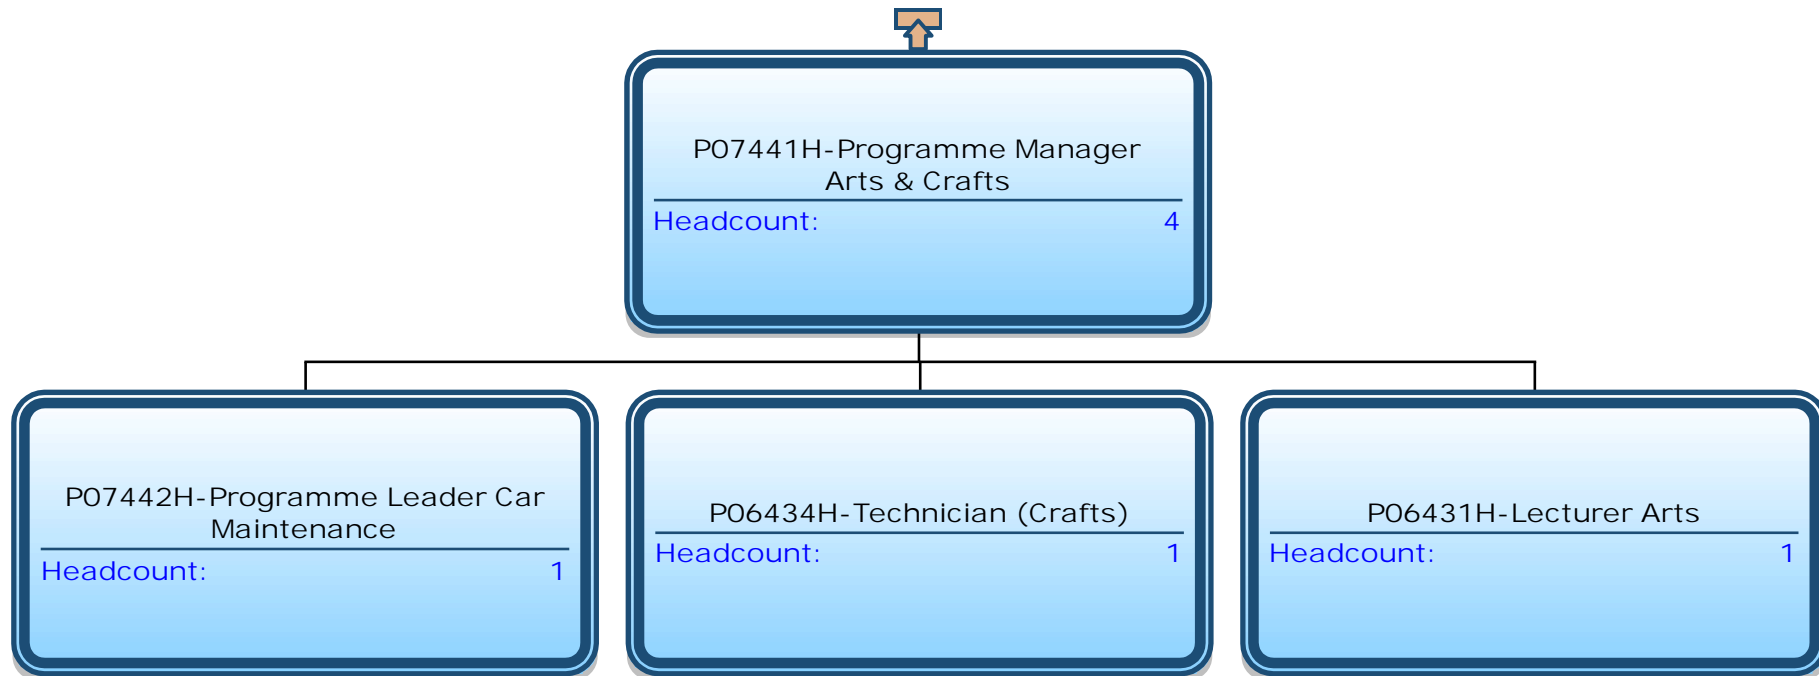 P07441H-Programme Manager
Arts & Crafts
Headcount: 4
P07442H-Programme Leader Car
Maintenance
Headcount: 1
P06434H-Technician (Crafts)
Headcount: 1
P06431H-Lecturer Arts
Headcount: 1